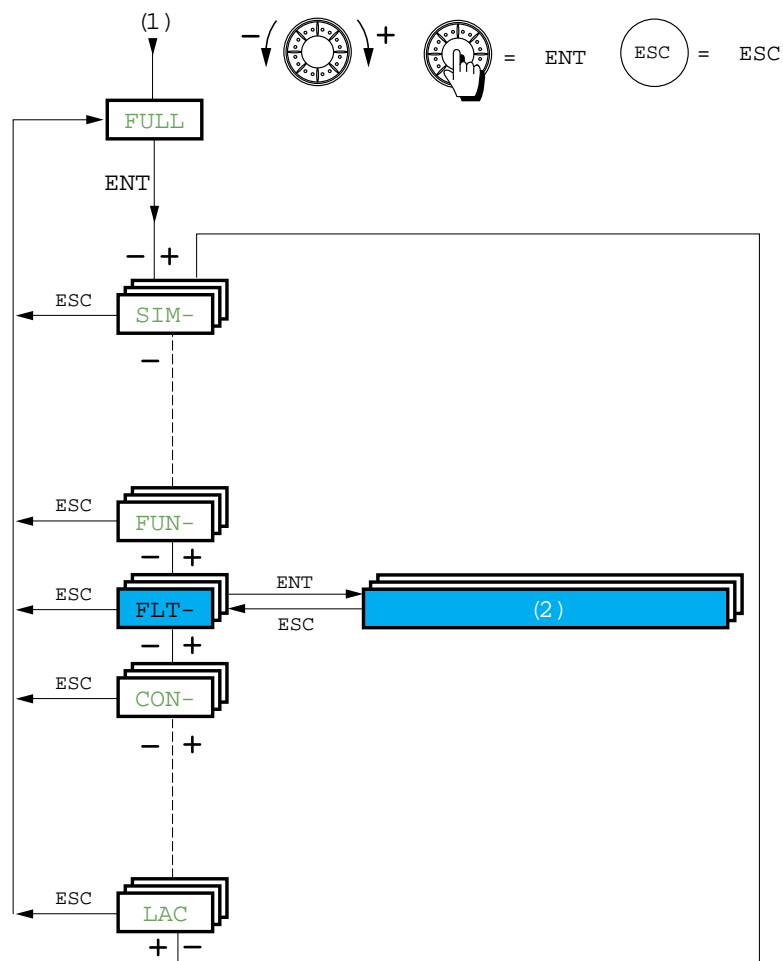 (1)
− + = ENT ESC = ESC
FULL
ENT
− +
ESC
SIM-
−
ESC
FUN-
− +
ESC FLT- ENT (2)
ESC
− +
ESC
CON-
− +
ESC
LAC
+ −